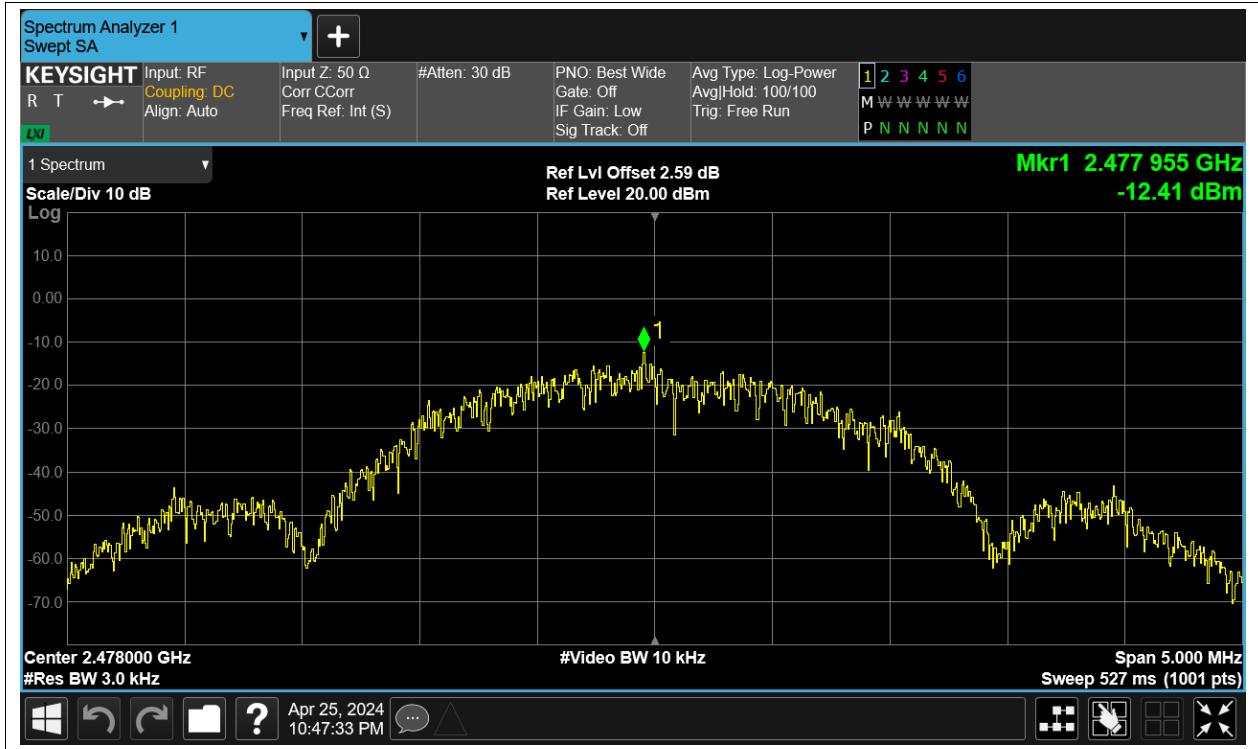 Spectrum Analyzer 1
Swept SA
+
KEYSIGHT
R T
LXI
Input: RF
Coupling: DC
Align: Auto
Input Z: 50 Ω
Corr CCorr
Freq Ref: Int (S)
#Atten: 30 dB
PNO: Best Wide
Gate: Off
IF Gain: Low
Sig Track: Off
Avg Type: Log-Power
Avg|Hold: 100/100
Trig: Free Run
1 2 3 4 5 6
M W W W W W
P N N N N N
1 Spectrum
Scale/Div 10 dB
Log
Ref Lvl Offset 2.59 dB
Ref Level 20.00 dBm
Mkr1 2.477 955 GHz
-12.41 dBm
10.0
0.00
-10.0
-20.0
-30.0
-40.0
-50.0
-60.0
-70.0
1
Center 2.478000 GHz
#Res BW 3.0 kHz
#Video BW 10 kHz
Span 5.000 MHz
Sweep 527 ms (1001 pts)
?
Apr 25, 2024
10:47:33 PM